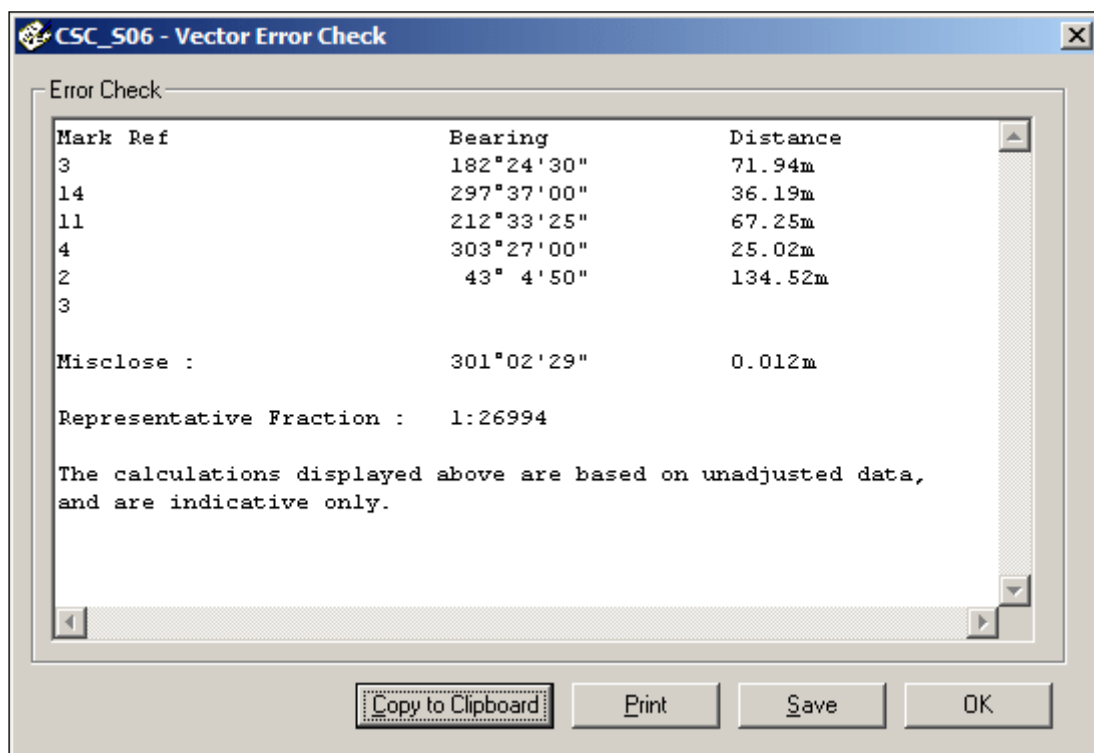 CSC_S06 - Vector Error Check
Error Check
Mark Ref Bearing Distance
3 182°24'30" 71.94m
14 297°37'00" 36.19m
11 212°33'25" 67.25m
4 303°27'00" 25.02m
2 43° 4'50" 134.52m
3
Misclose : 301°02'29" 0.012m
Representative Fraction : 1:26994
The calculations displayed above are based on unadjusted data,
and are indicative only.
Copy to Clipboard Print Save OK